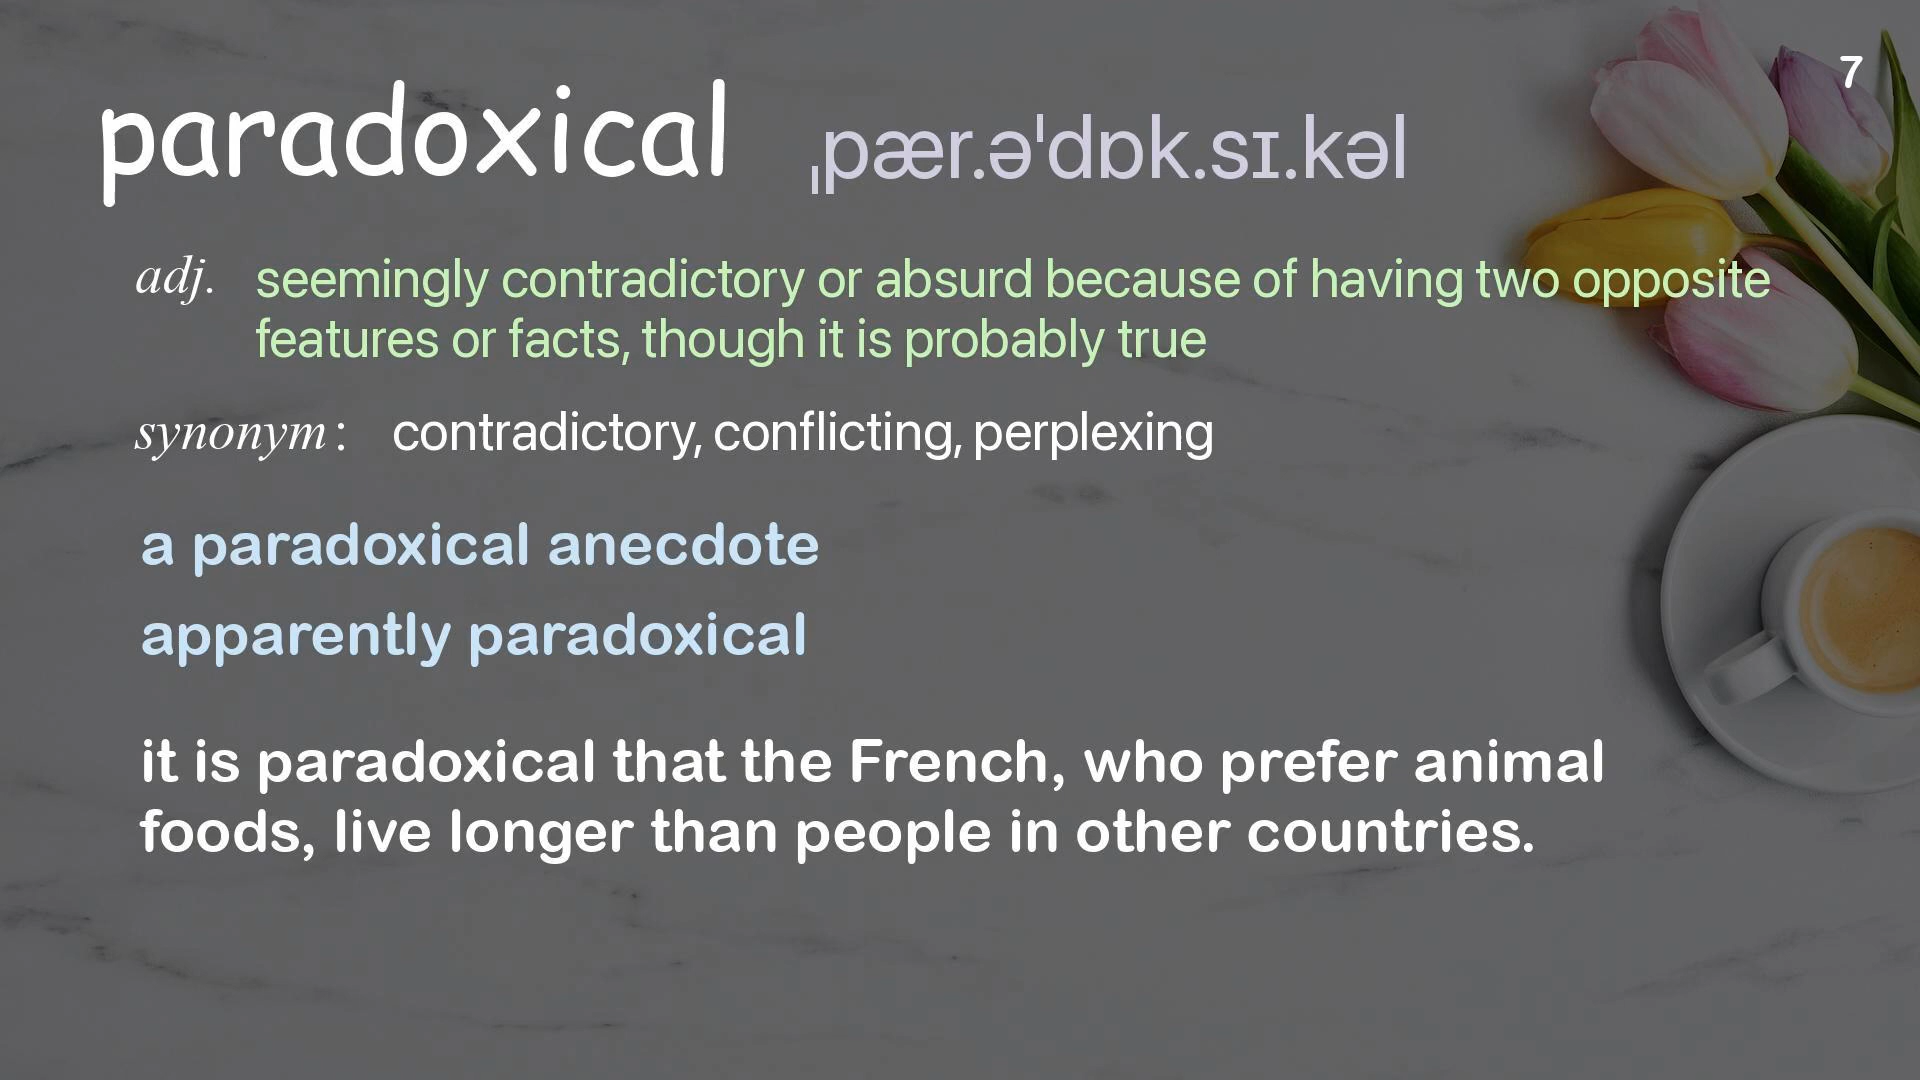 7
paradoxical ˌpær.ə'dɒk.sɪ.kəl
adj. seemingly contradictory or absurd because of having two opposite
features or facts, though it is probably true
synonym: contradictory, conflicting, perplexing
a paradoxical anecdote
apparently paradoxical
it is paradoxical that the French, who prefer animal
foods, live longer than people in other countries.